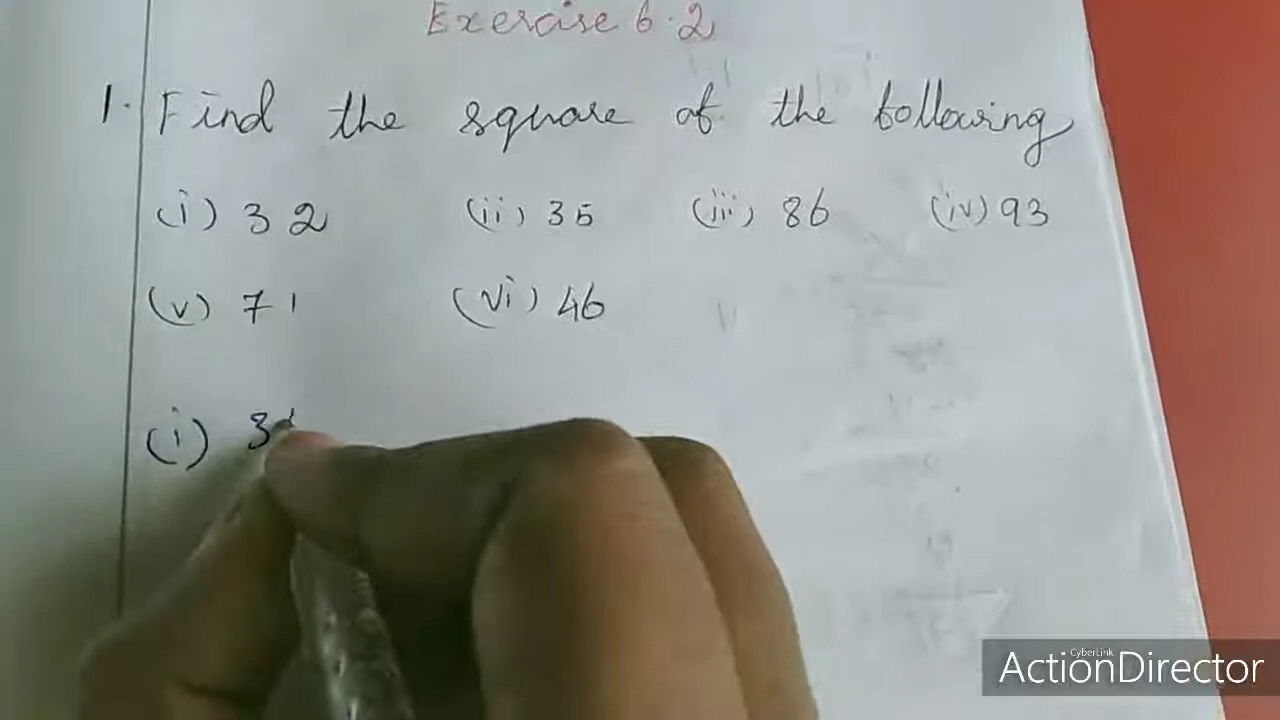 Exercise 6.2
1. Find the square of the following
(i) 32 (ii) 35 (iii) 86 (iv) 93
(v) 71 (vi) 46
(i) 3
CyberLink
ActionDirector